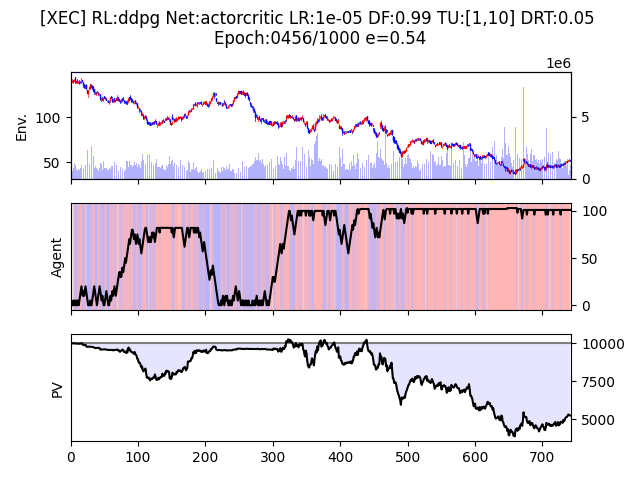 [XEC] RL:ddpg Net:actorcritic LR:1e-05 DF:0.99 TU:[1,10] DRT:0.05
Epoch:0456/1000 e=0.54
1e6
Env.
100
50
5
0
Agent
100
50
0
PV
10000
7500
5000
0 100 200 300 400 500 600 700